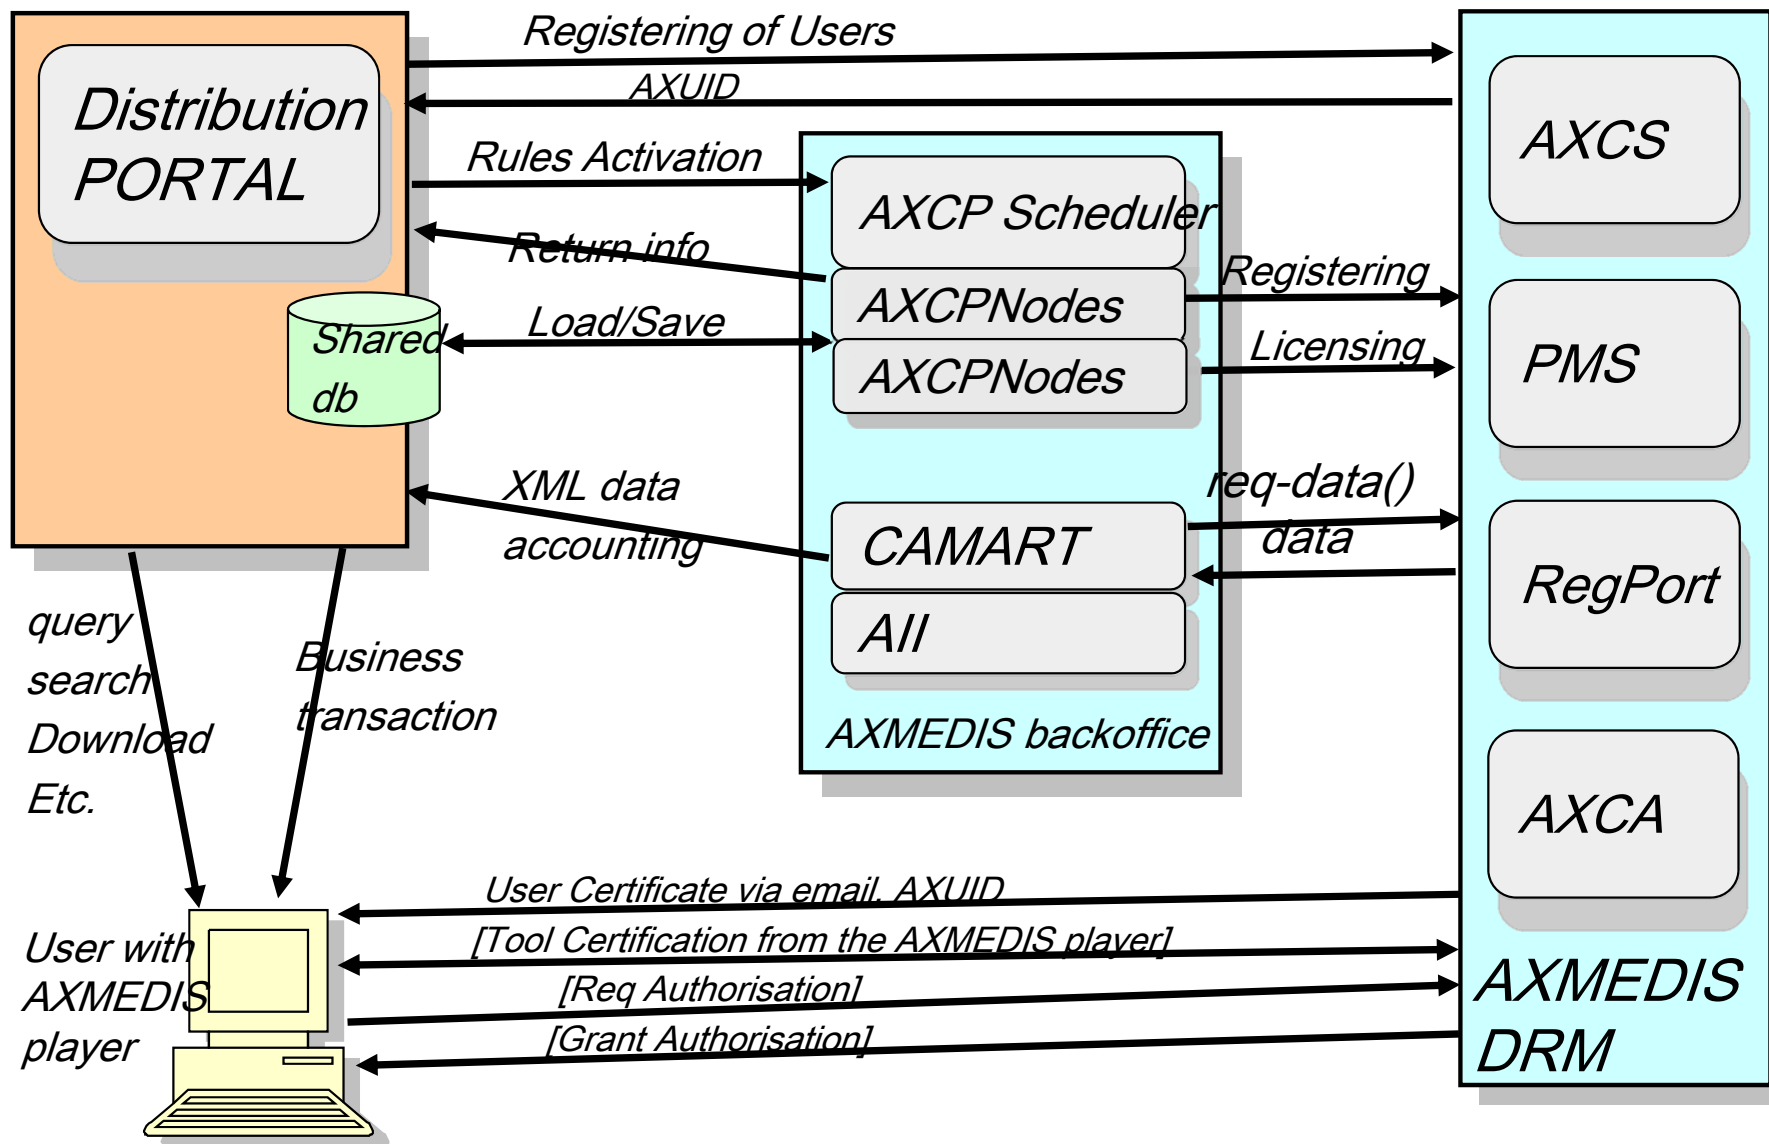 Registering of Users
AXUID
Distribution
PORTAL
Rules Activation
Return info
Load/Save
Shared
db
XML data
accounting
AXCP Scheduler
AXCPNodes
AXCPNodes
CAMART
AII
AXMEDIS backoffice
Registering
Licensing
req-data()
data
AXCS
PMS
RegPort
AXCA
AXMEDIS
DRM
query
search
Download
Etc.
Business
transaction
User Certificate via email. AXUID
[Tool Certification from the AXMEDIS player]
[Req Authorisation]
[Grant Authorisation]
User with
AXMEDIS
player